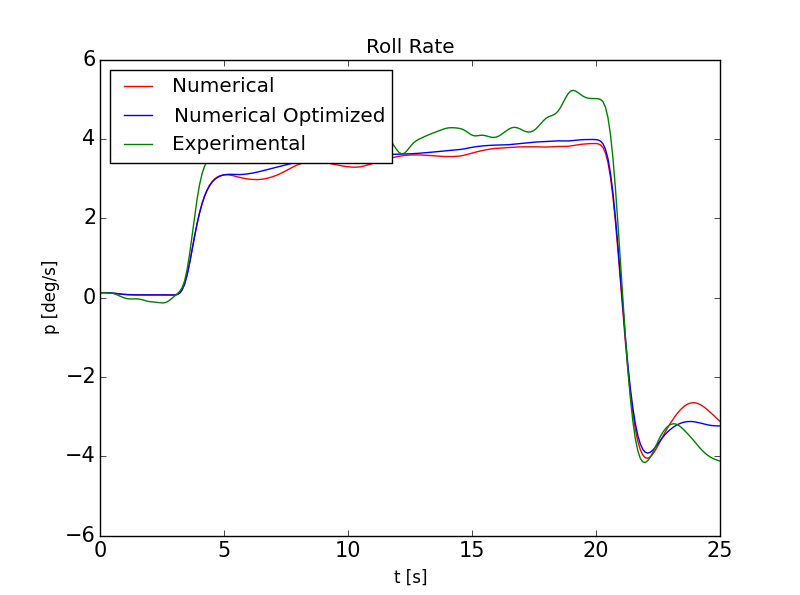 Roll Rate
Numerical
Numerical Optimized
Experimental
6
4
2
0
−2
−4
−6
p [deg/s]
0 5 10 15 20 25
t [s]